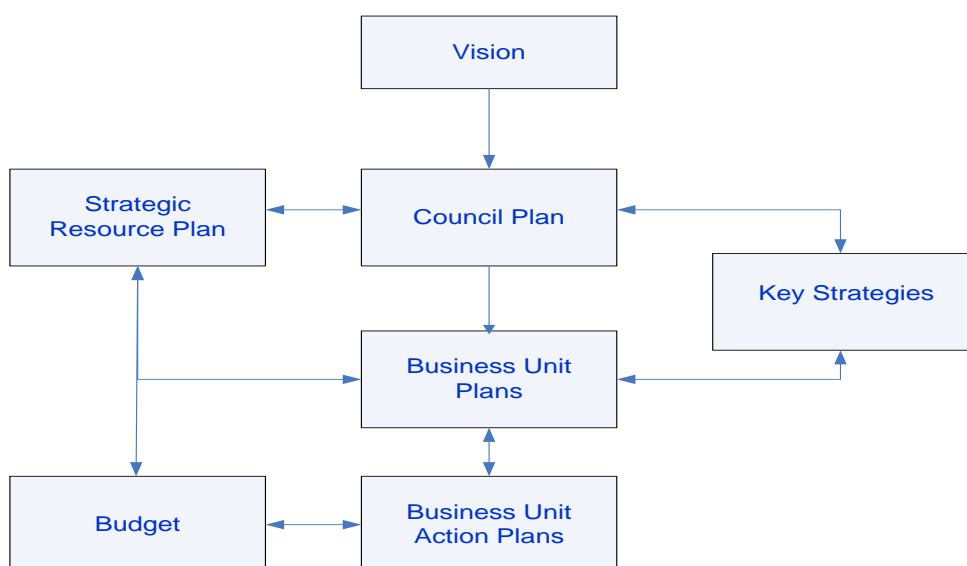 Vision
Strategic
Resource Plan
Council Plan
Key Strategies
Business Unit
Plans
Budget
Business Unit
Action Plans